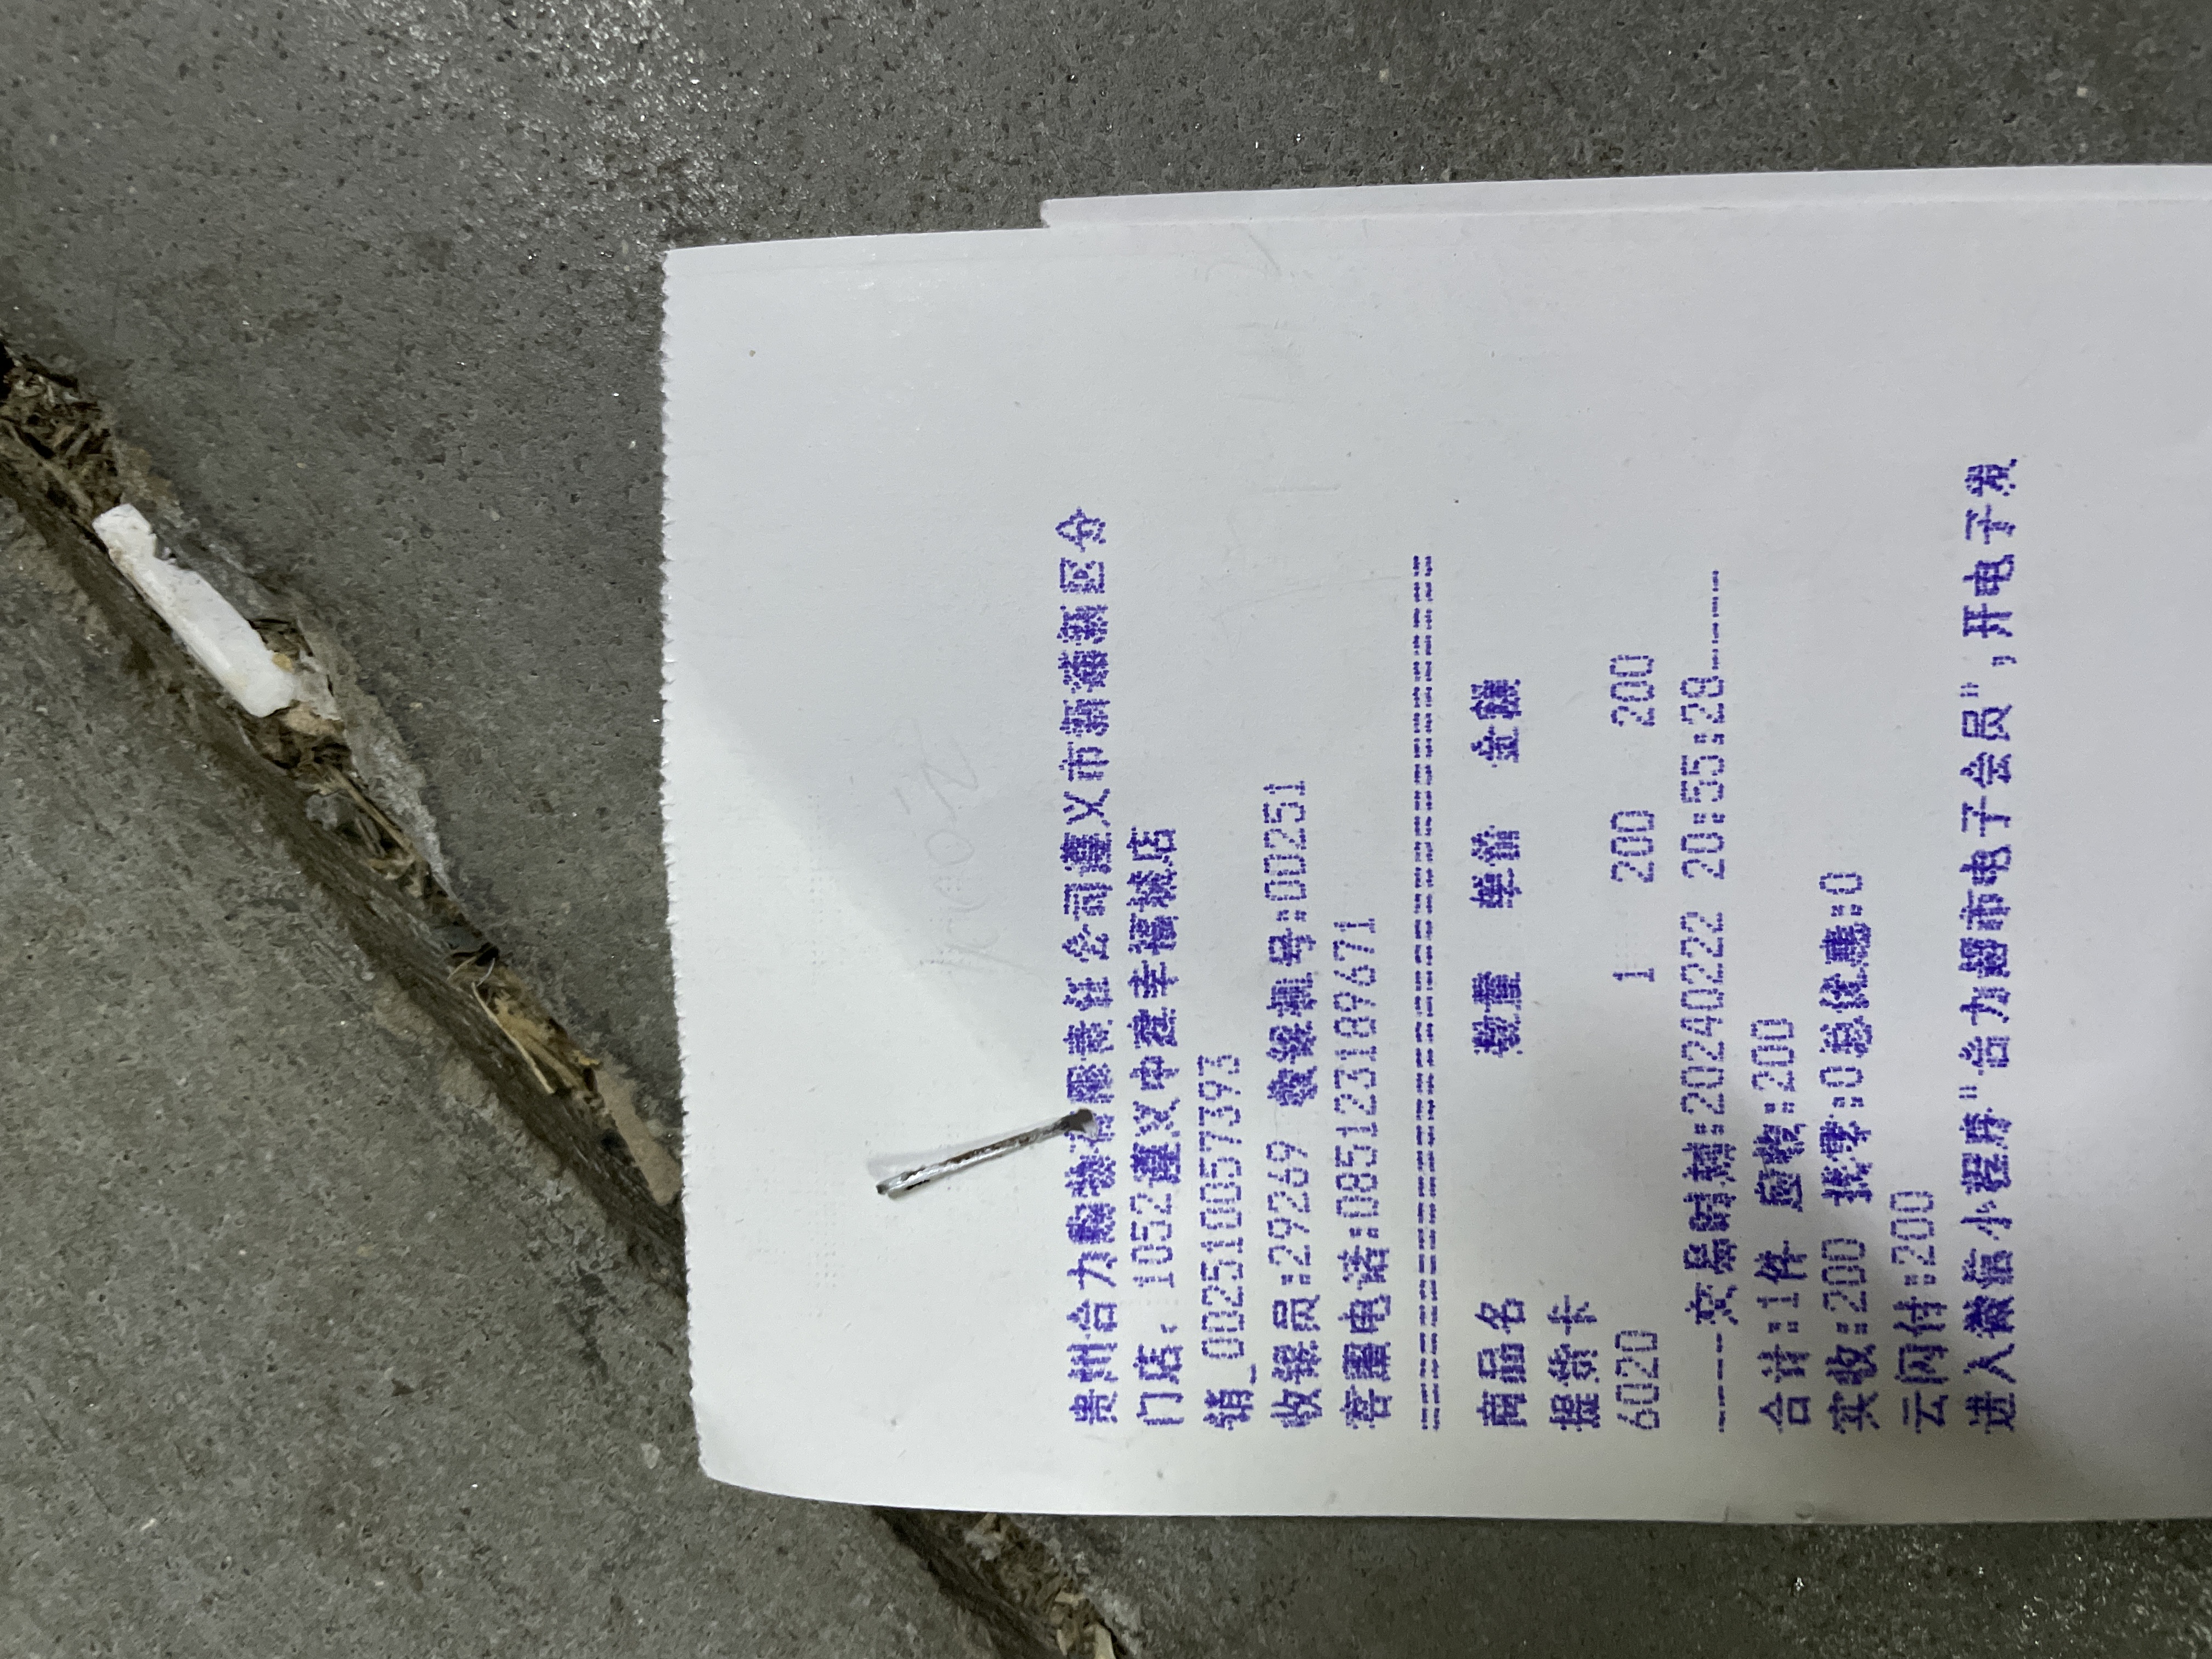 贵州合力购物有限责任公司遵义市新蒲新区分
门店：1052遵义中建幸福城店
销_002510057393
收银员:29269 收银机号:00251
客服电话:085123189671
================================
商品名 数量 单价 金额
提货卡
6020 1 200 200
-----交易时间:20240222 20:55:28-----
合计:1件 应收:200
实收:200 找零:0总优惠:0
云闪付:200
进入微信小程序"合力超市电子会员",开电子发